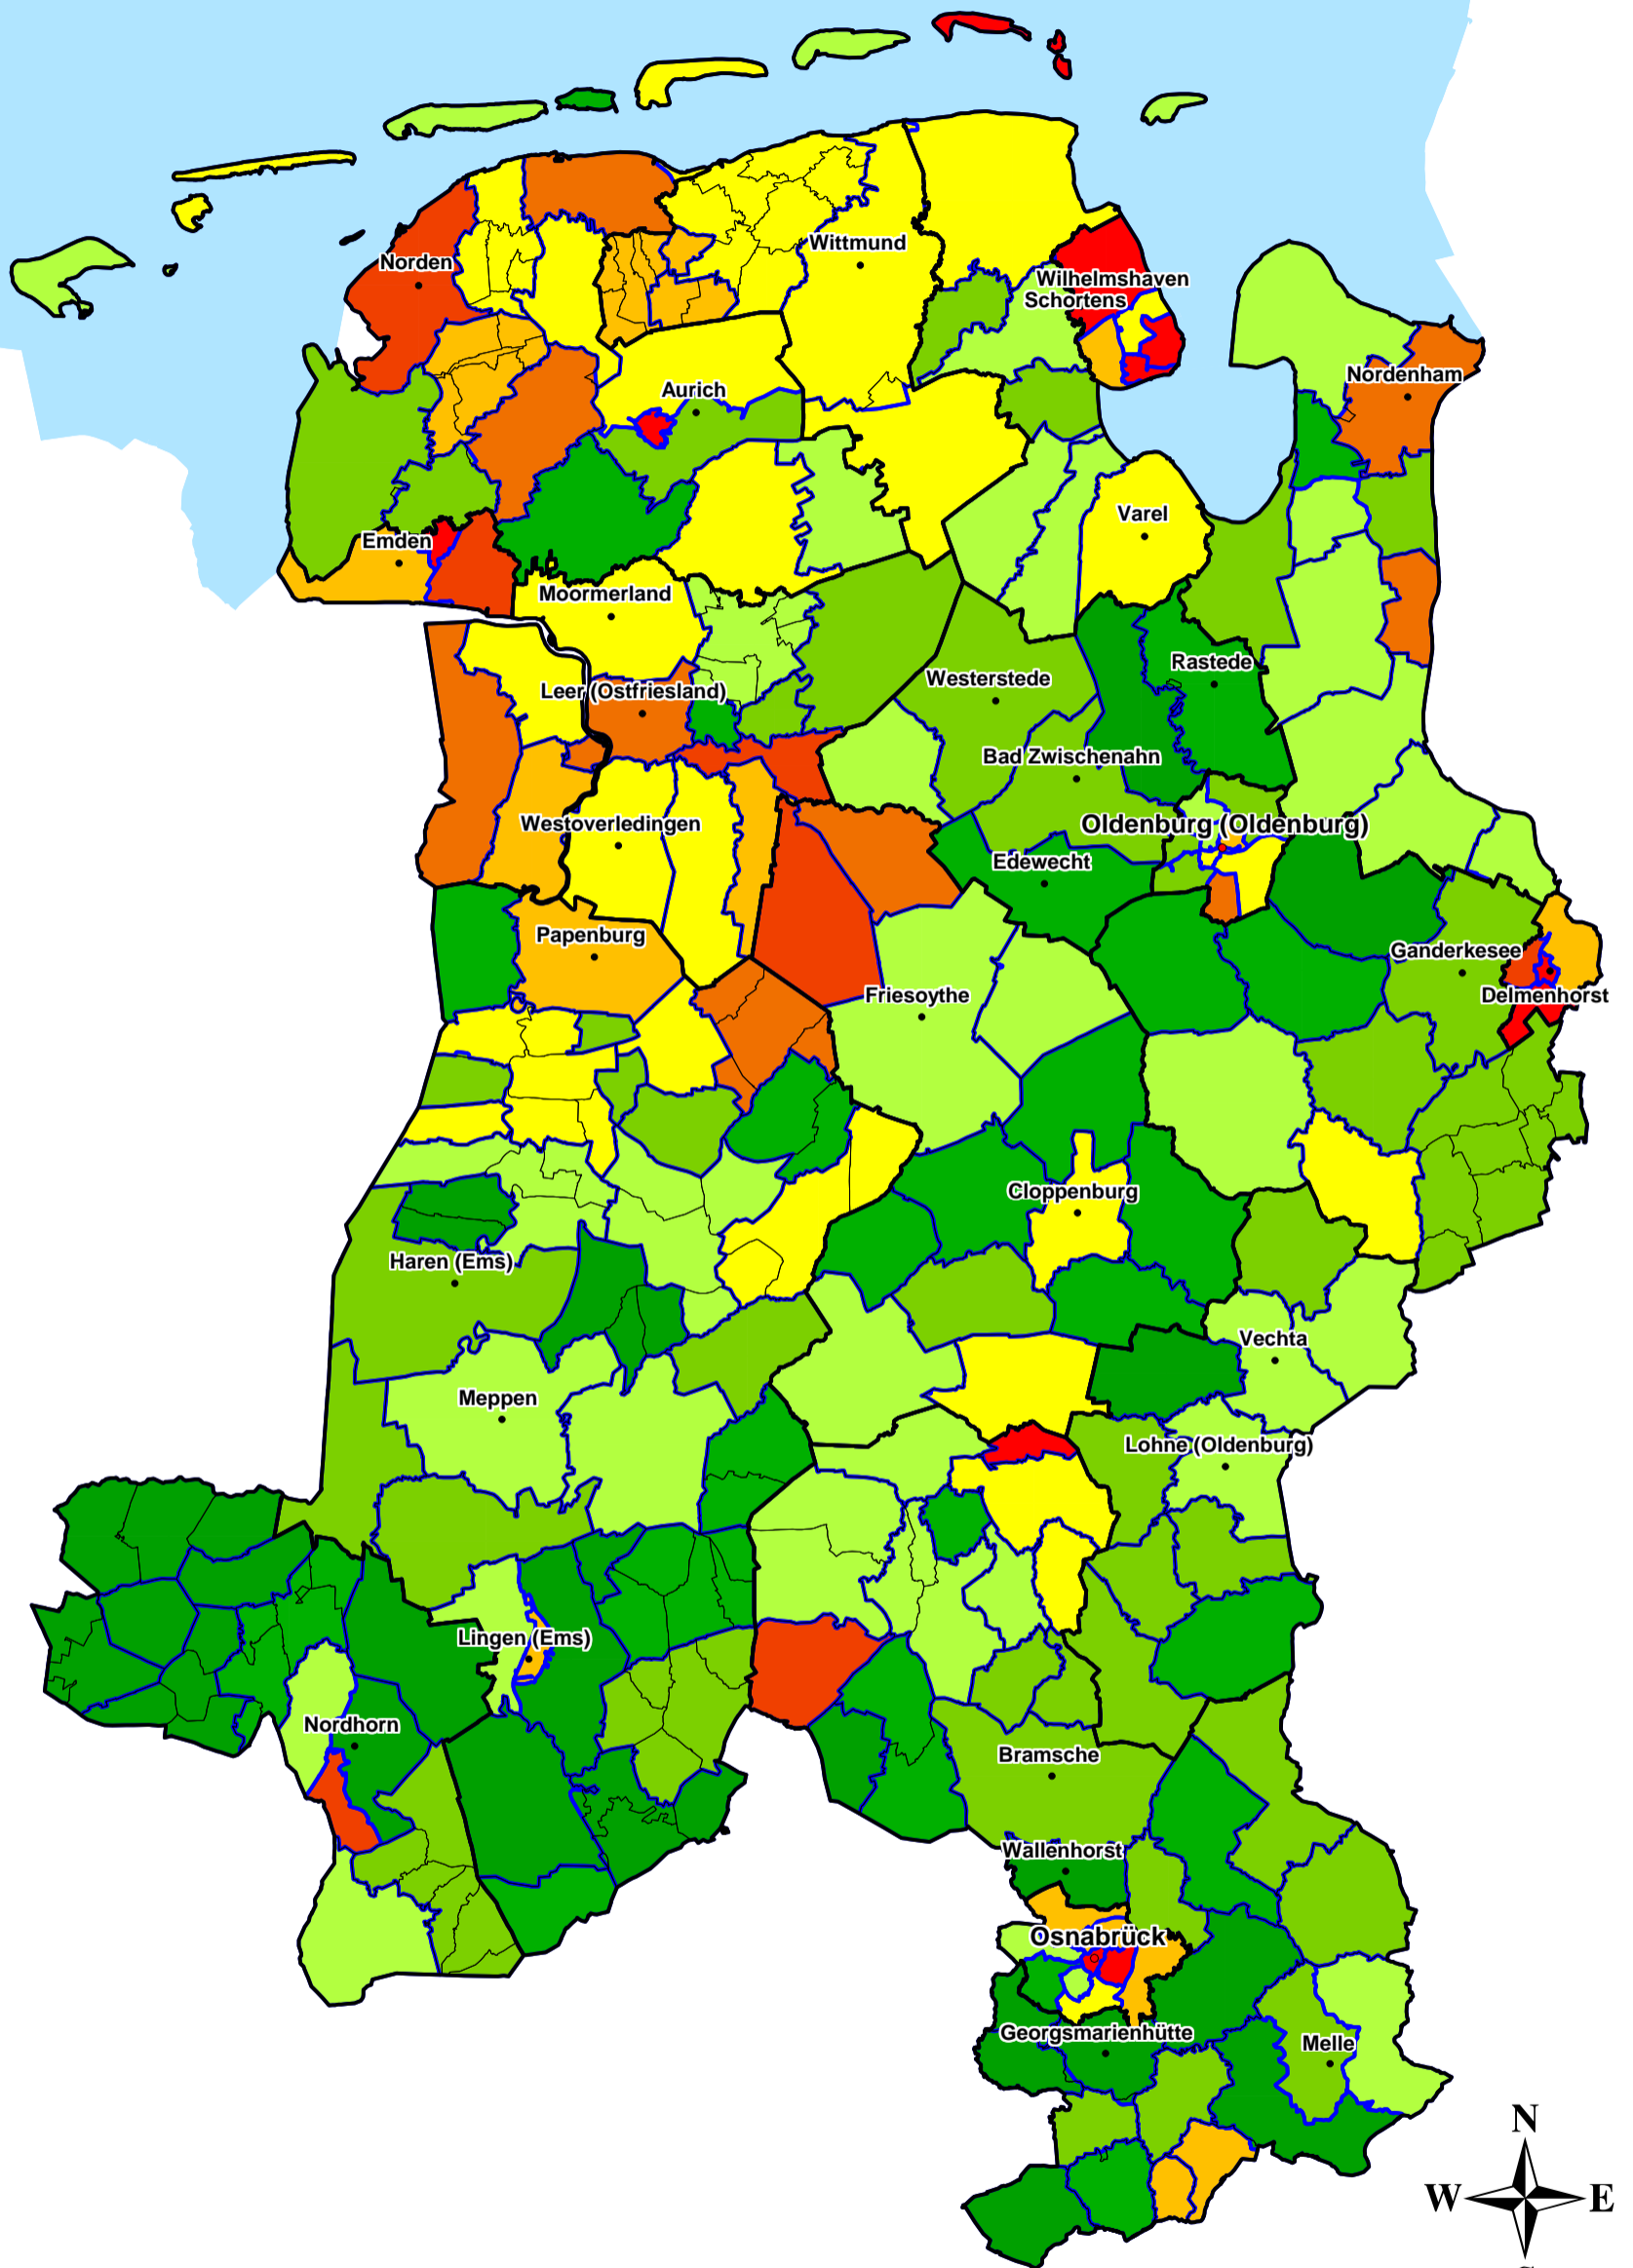 Wittmund
Norden
Wilhelmshaven
Schortens
Nordenham
Aurich
Varel
Emden
Moormerland
Rastede
Westerstede
Leer (Ostfriesland)
Bad Zwischenahn
Westoverledingen
Oldenburg (Oldenburg)
Edewecht
Papenburg
Ganderkesee
Friesoythe
Delmenhorst
Cloppenburg
Haren (Ems)
Vechta
Meppen
Lohne (Oldenburg)
Lingen (Ems)
Nordhorn
Bramsche
Wallenhorst
Osnabrück
Georgsmarienhütte
Melle
N
W E